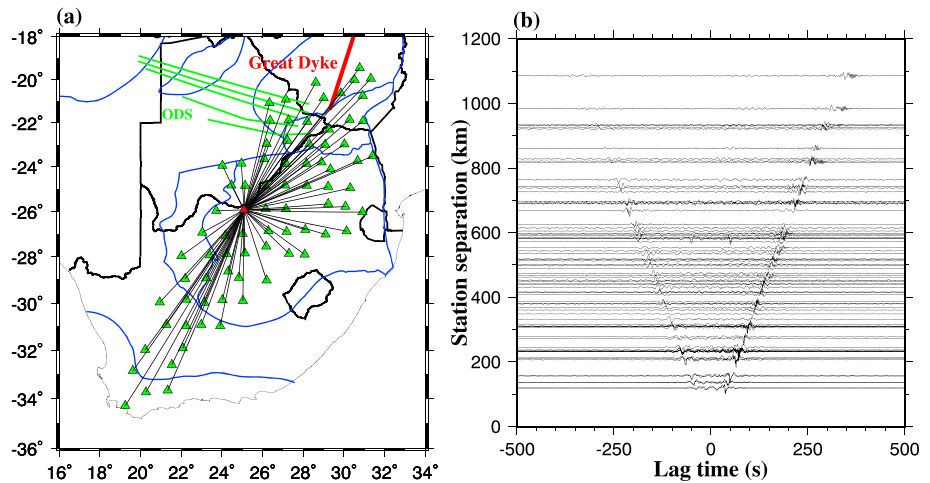 (a)
-18°
-20°
-22°
-24°
-26°
-28°
-30°
-32°
-34°
-36°
16° 18° 20° 22° 24° 26° 28° 30° 32° 34°
Great Dyke
ODS
(b)
Station separation (km)
1200
1000
800
600
400
200
0
-500 -250 0 250 500
Lag time (s)